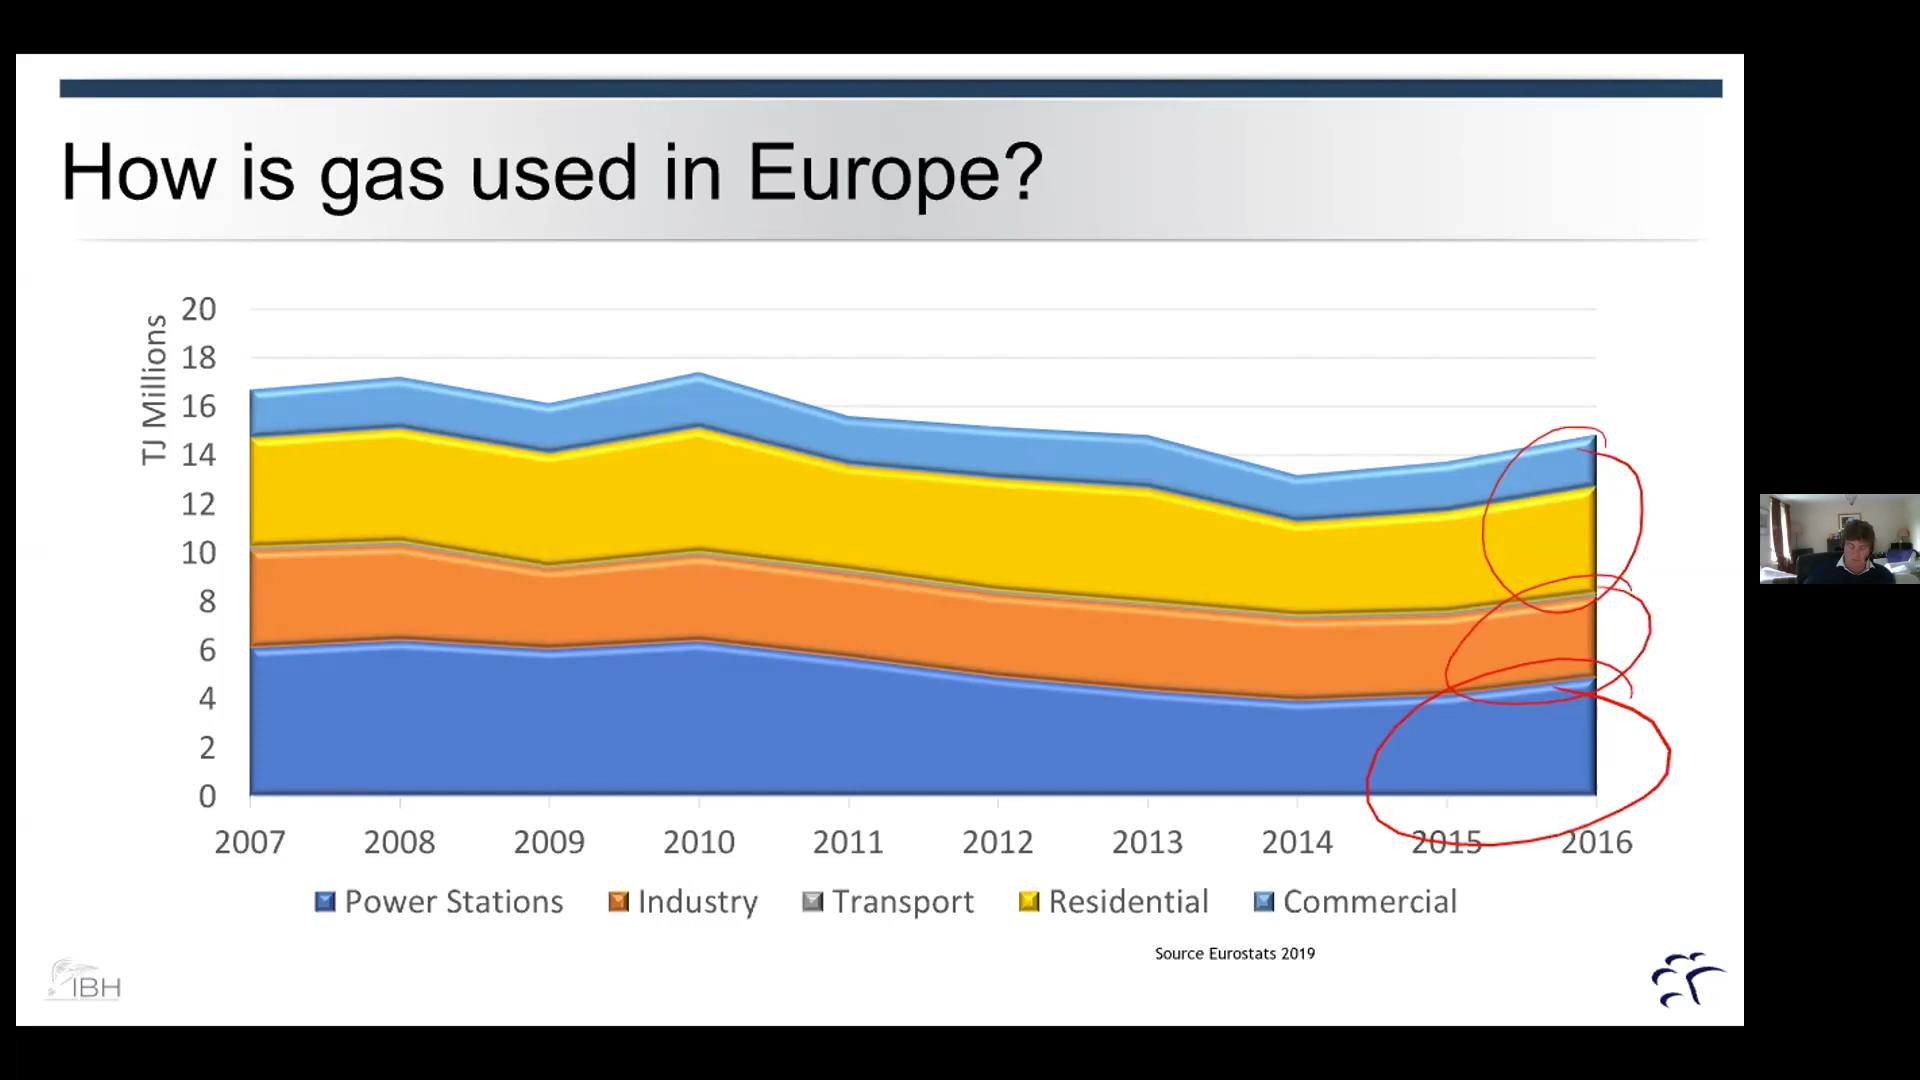 How is gas used in Europe?
TJ Millions
20
18
16
14
12
10
8
6
4
2
0
2007 2008 2009 2010 2011 2012 2013 2014 2015 2016
Power Stations Industry Transport Residential Commercial
Source Eurostats 2019
IBH